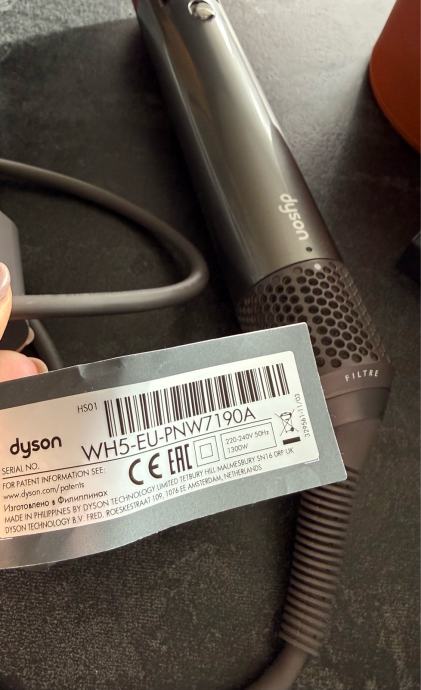 dyson
FILTRE
HS01
dyson
WH5-EU-PNW7190A
SERIAL NO.
FOR PATENT INFORMATION SEE:
www.dyson.com/patents
CE EAC
220-240V 50Hz
1300W
Изготовлено в Филиппинах
MADE IN PHILIPPINES BY DYSON TECHNOLOGY LIMITED TETBURY HILL MALMESBURY SN16 0RP UK
DYSON TECHNOLOGY B.V. FRED. ROESKESTRAAT 109, 1076 EE AMSTERDAM, NETHERLANDS